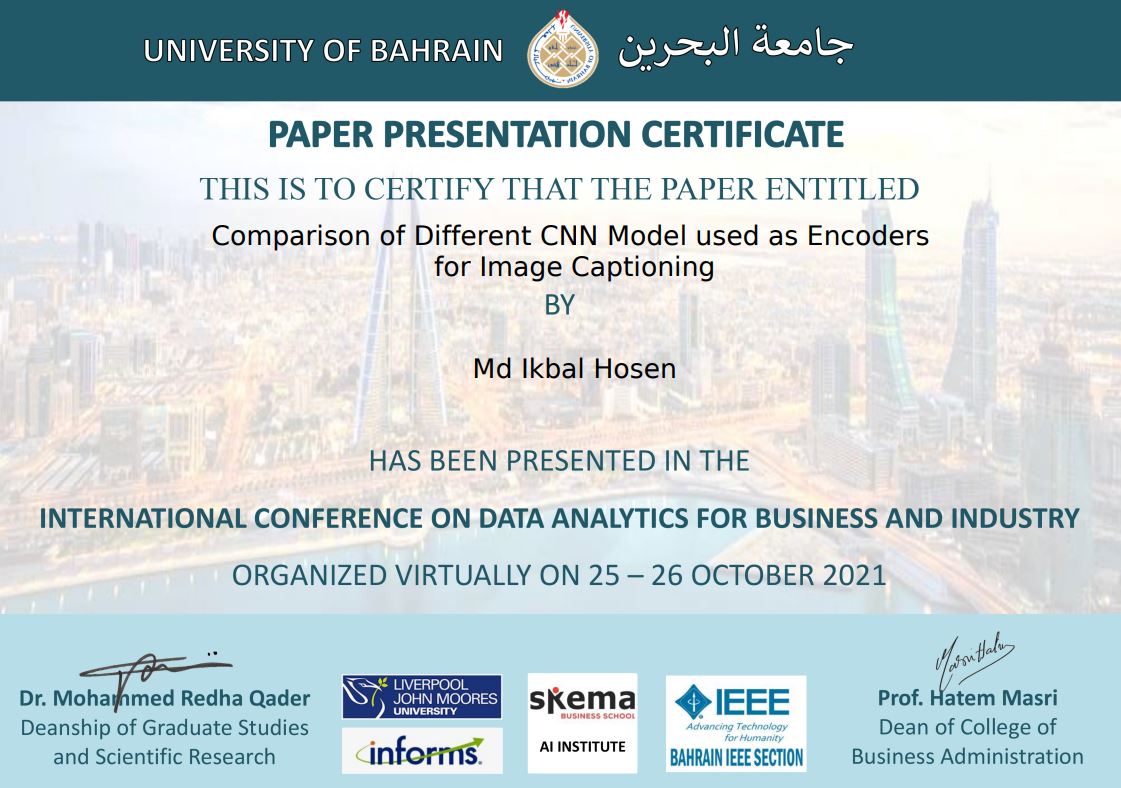 UNIVERSITY OF BAHRAIN
جامعة البحرين
PAPER PRESENTATION CERTIFICATE
THIS IS TO CERTIFY THAT THE PAPER ENTITLED
Comparison of Different CNN Model used as Encoders
for Image Captioning
BY
Md Ikbal Hosen
HAS BEEN PRESENTED IN THE
INTERNATIONAL CONFERENCE ON DATA ANALYTICS FOR BUSINESS AND INDUSTRY
ORGANIZED VIRTUALLY ON 25 – 26 OCTOBER 2021
Dr. Mohammed Redha Qader
Deanship of Graduate Studies
and Scientific Research
LIVERPOOL
JOHN MOORES
UNIVERSITY
informs.
skema
BUSINESS SCHOOL
AI INSTITUTE
IEEE
Advancing Technology
for Humanity
BAHRAIN IEEE SECTION
Prof. Hatem Masri
Dean of College of
Business Administration